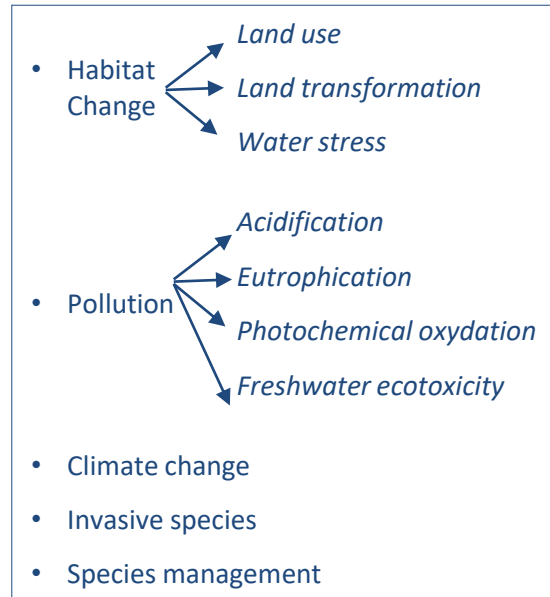 • Habitat
Change
Land use
Land transformation
Water stress
• Pollution
Acidification
Eutrophication
Photochemical oxydation
Freshwater ecotoxicity
• Climate change
• Invasive species
• Species management